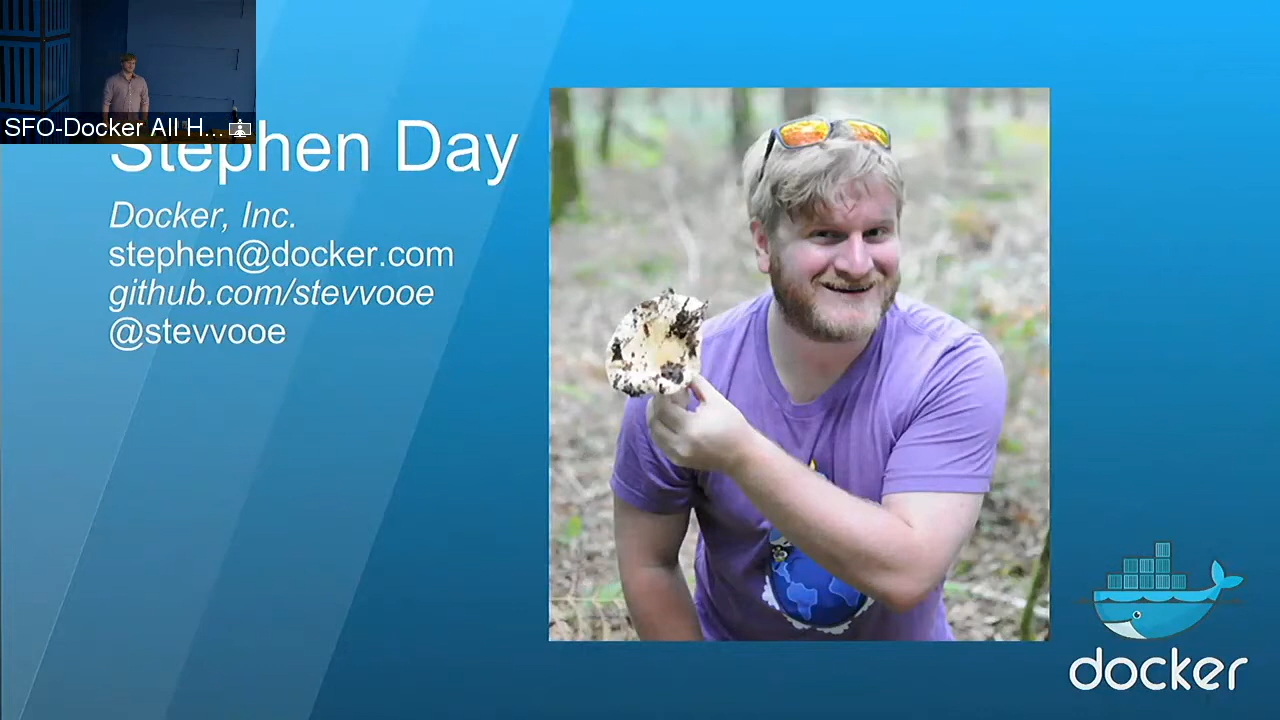 SFO-Docker All H...
Stephen Day
Docker, Inc.
stephen@docker.com
github.com/stevvooe
@stevvooe
docker